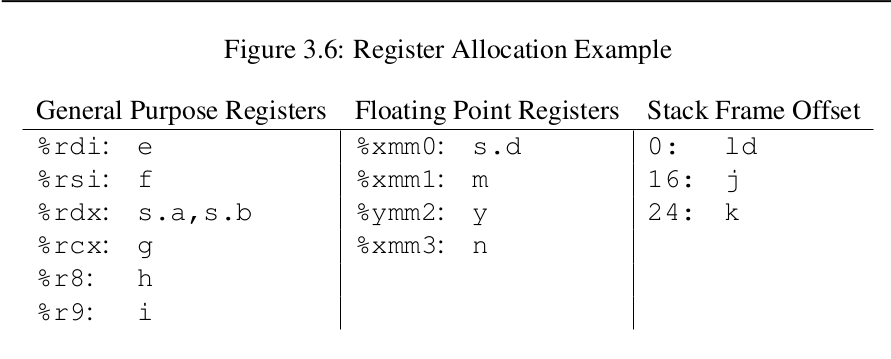 Figure 3.6: Register Allocation Example
General Purpose Registers Floating Point Registers Stack Frame Offset
%rdi: e %xmm0: s.d 0: ld
%rsi: f %xmm1: m 16: j
%rdx: s.a,s.b %ymm2: y 24: k
%rcx: g %xmm3: n
%r8: h
%r9: i